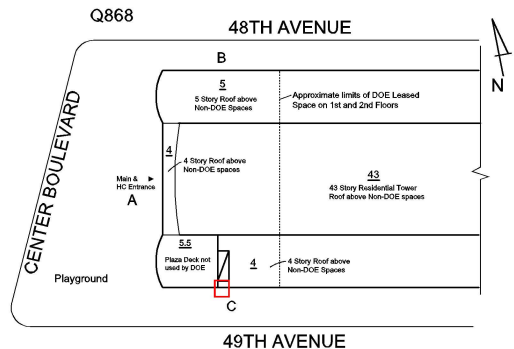 Q868
48TH AVENUE
B
N
5
5 Story Roof above
Non-DOE Spaces
Approximate limits of DOE Leased
Space on 1st and 2nd Floors
CENTER BOULEVARD
4
4 Story Roof above
Non-DOE spaces
Main &
HC Entrance
A
43
43 Story Residential Tower
Roof above Non-DOE spaces
5.5
Plaza Deck not
used by DOE
4
4 Story Roof above
Non-DOE Spaces
Playground
C
49TH AVENUE